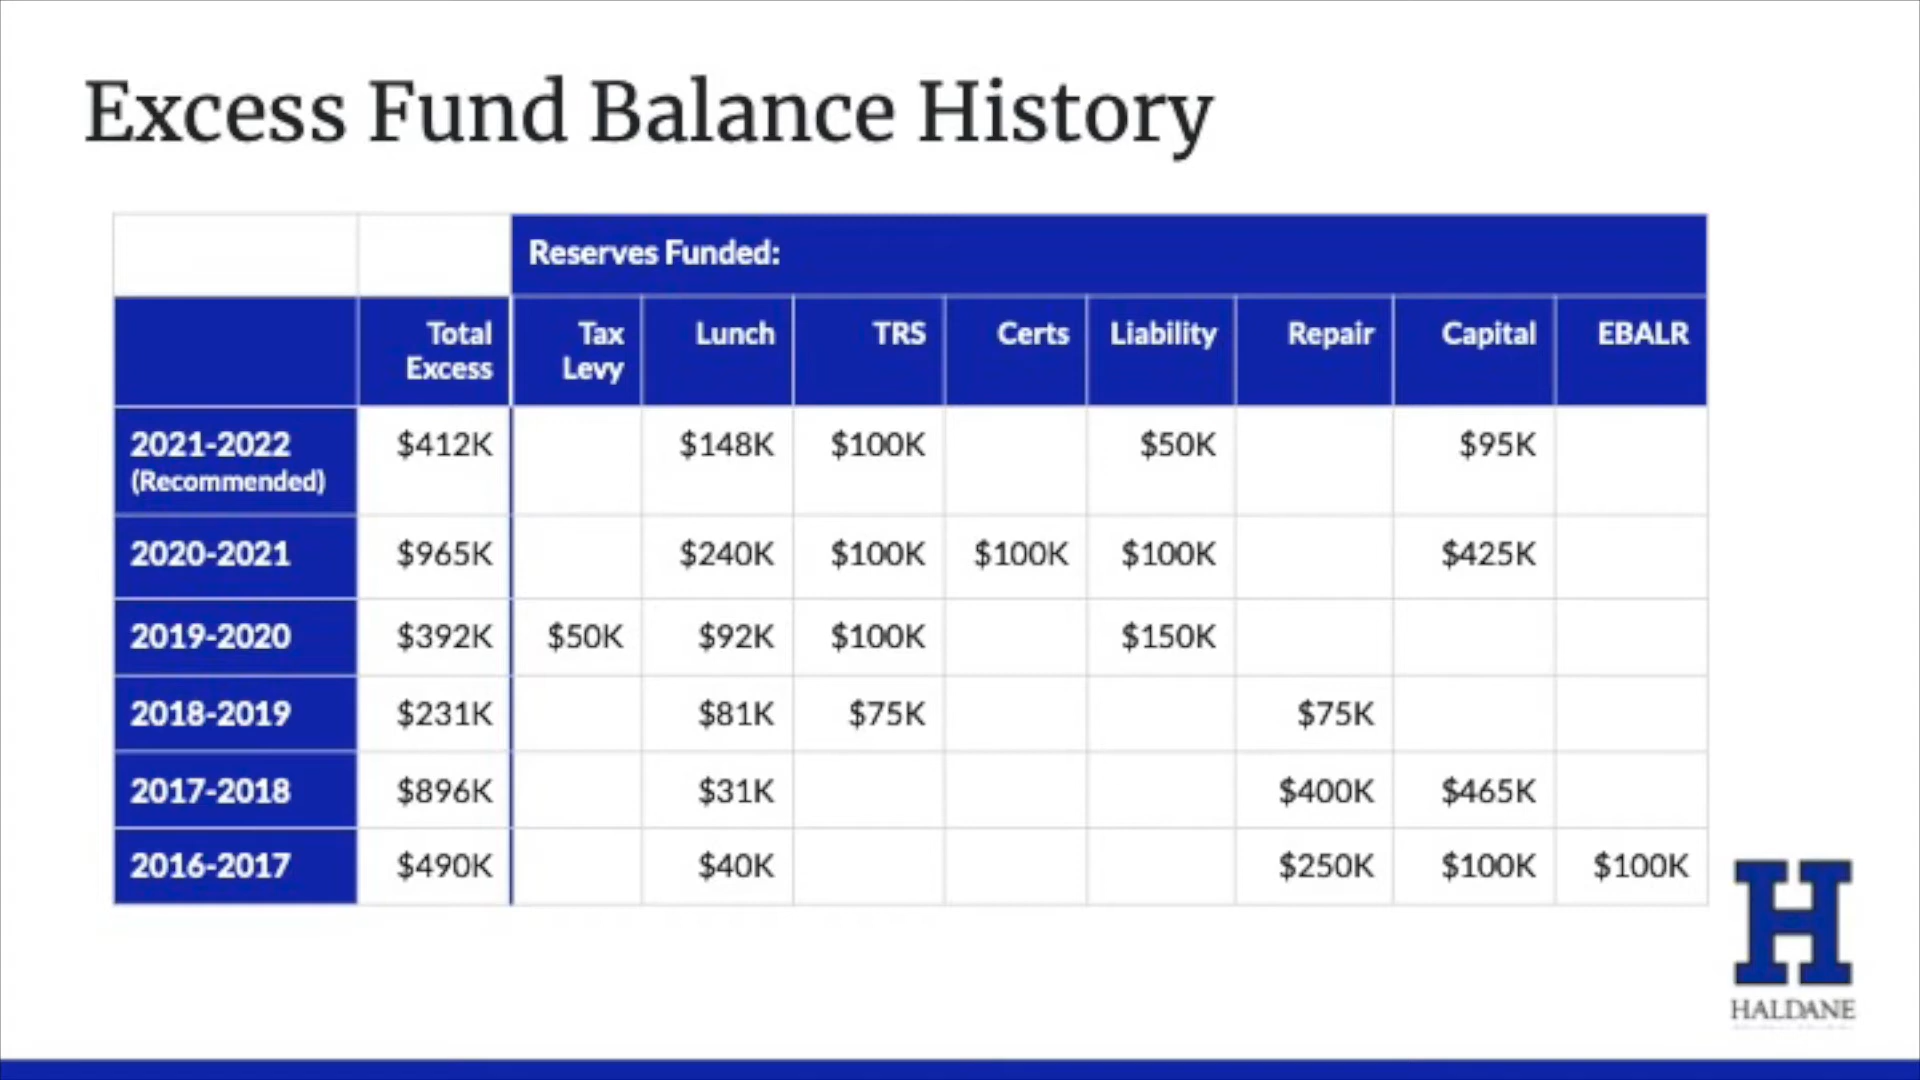 Excess Fund Balance History
Reserves Funded:
Total Excess Tax Levy Lunch TRS Certs Liability Repair Capital EBALR
2021-2022 (Recommended) $412K $148K $100K $50K $95K
2020-2021 $965K $240K $100K $100K $100K $425K
2019-2020 $392K $50K $92K $100K $150K
2018-2019 $231K $81K $75K $75K
2017-2018 $896K $31K $400K $465K
2016-2017 $490K $40K $250K $100K $100K
H
HALDANE